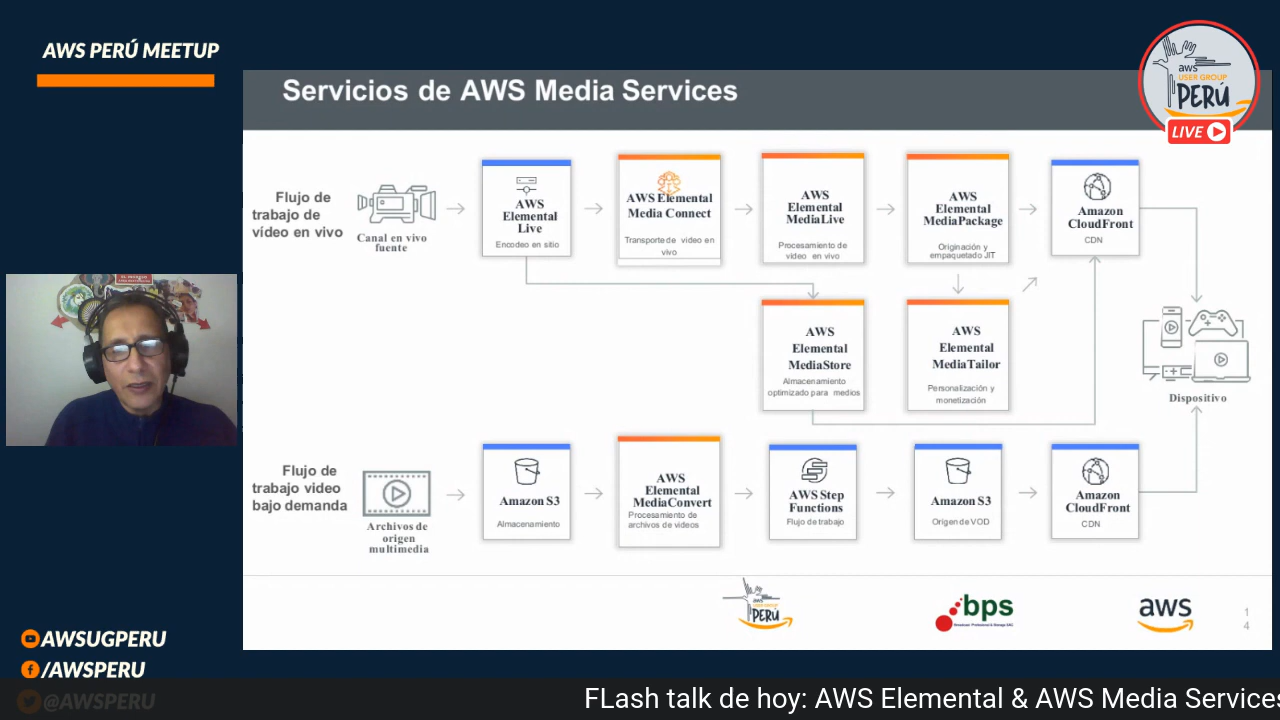 AWS PERÚ MEETUP
Servicios de AWS Media Services
aws
USER GROUP
PERÚ
LIVE
Flujo de
trabajo de
vídeo en vivo
Canal en vivo
fuente
AWS
Elemental
Live
Encodeo en sitio
AWS Elemental
Media Connect
Transporte de video en
vivo
AWS
Elemental
MediaLive
Procesamiento de
video en vivo
AWS
Elemental
MediaPackage
Originación y
empaquetado JIT
Amazon
CloudFront
CDN
AWS
Elemental
MediaStore
Almacenamiento
optimizado para medios
AWS
Elemental
MediaTailor
Personalización y
monetización
Dispositivo
Flujo de
trabajo video
bajo demanda
Archivos de
origen
multimedia
Amazon S3
Almacenamiento
AWS
Elemental
MediaConvert
Procesamiento de
archivos de videos
AWS Step
Functions
Flujo de trabajo
Amazon S3
Origen de VOD
Amazon
CloudFront
CDN
aws
PERÚ
bps
aws
1
4
AWSUGPERU
/AWSPERU
@AWSPERU
FLash talk de hoy: AWS Elemental & AWS Media Services